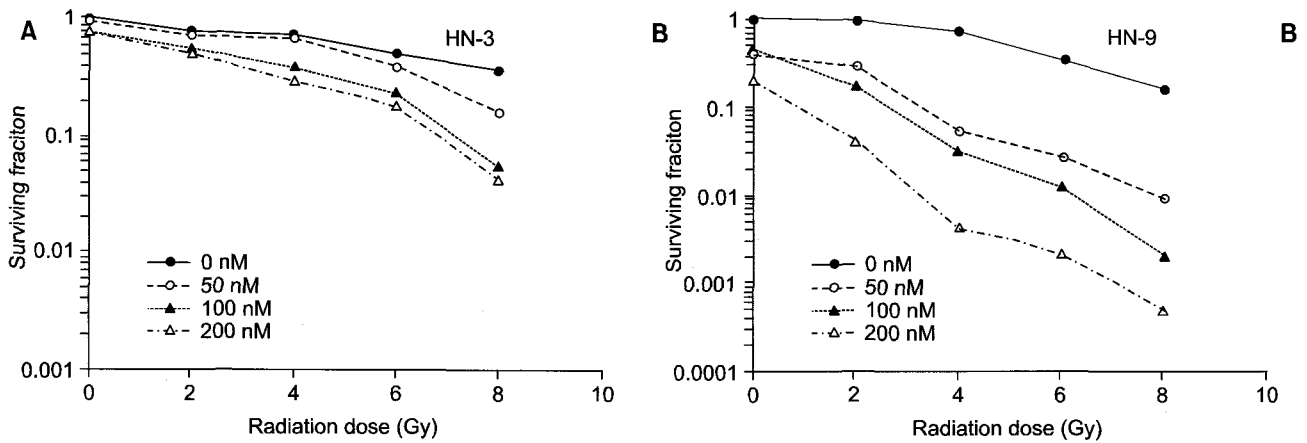 A
HN-3
Surviving fraciton
1
0.1
0.01
0.001
0 nM
50 nM
100 nM
200 nM
0 2 4 6 8 10
Radiation dose (Gy)
B
HN-9
B
Surviving fraciton
1
0.1
0.01
0.001
0.0001
0 nM
50 nM
100 nM
200 nM
0 2 4 6 8 10
Radiation dose (Gy)